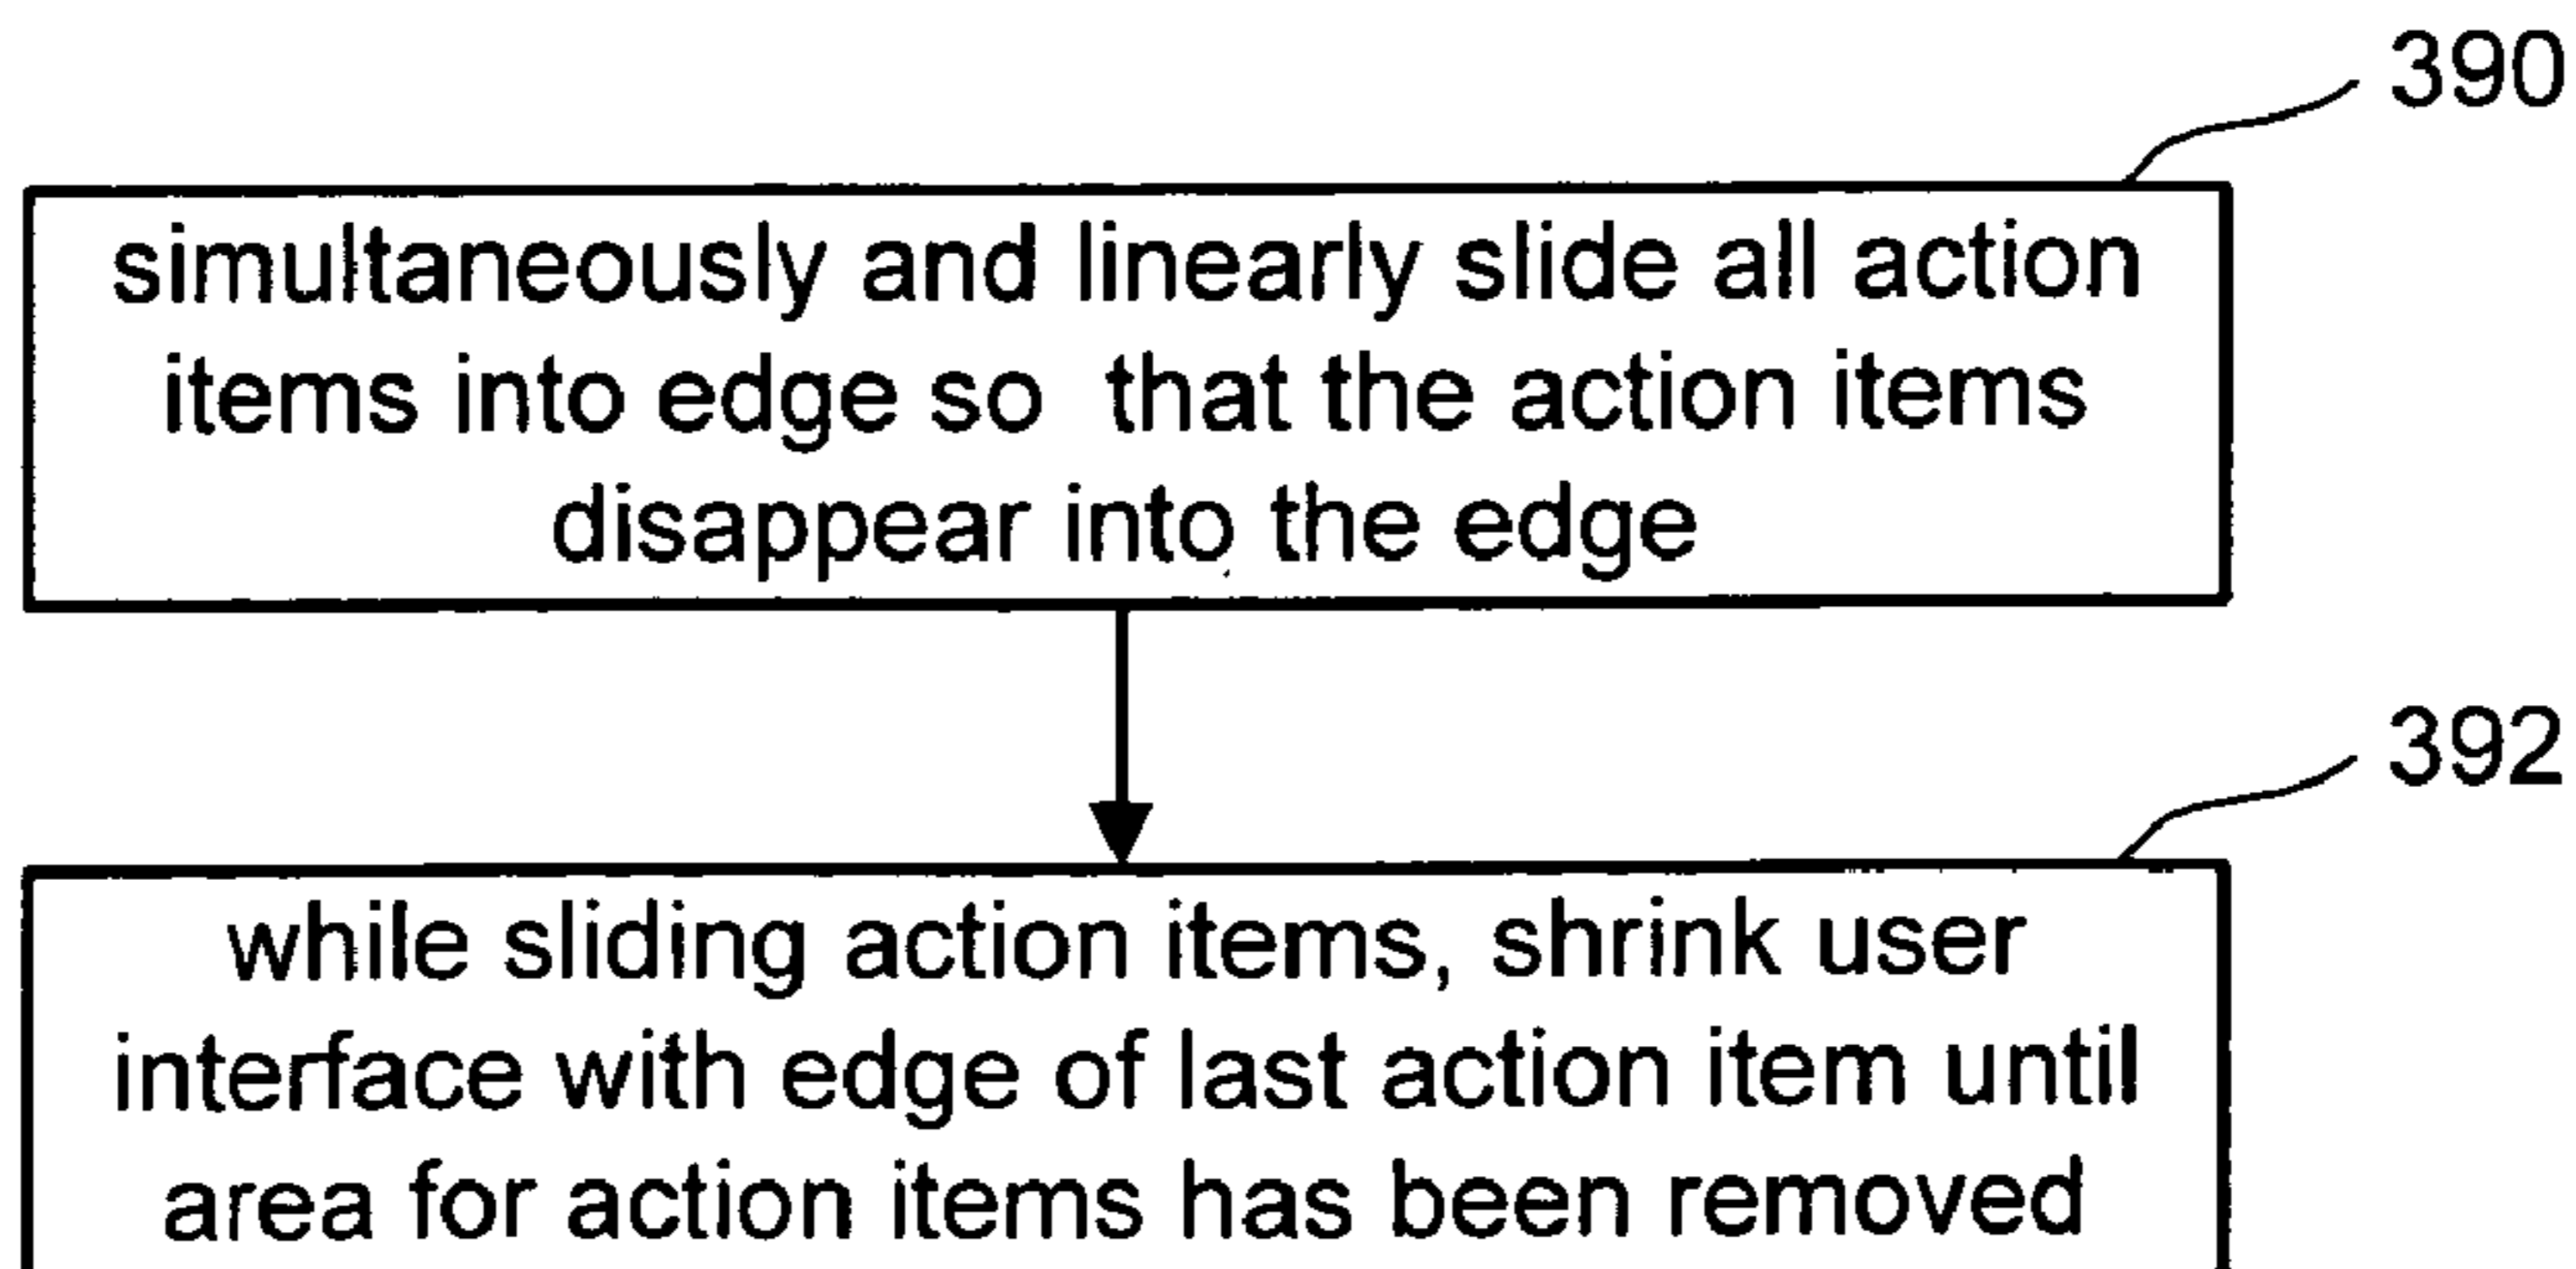 390
simultaneously and linearly slide all action
items into edge so that the action items
disappear into the edge
392
while sliding action items, shrink user
interface with edge of last action item until
area for action items has been removed